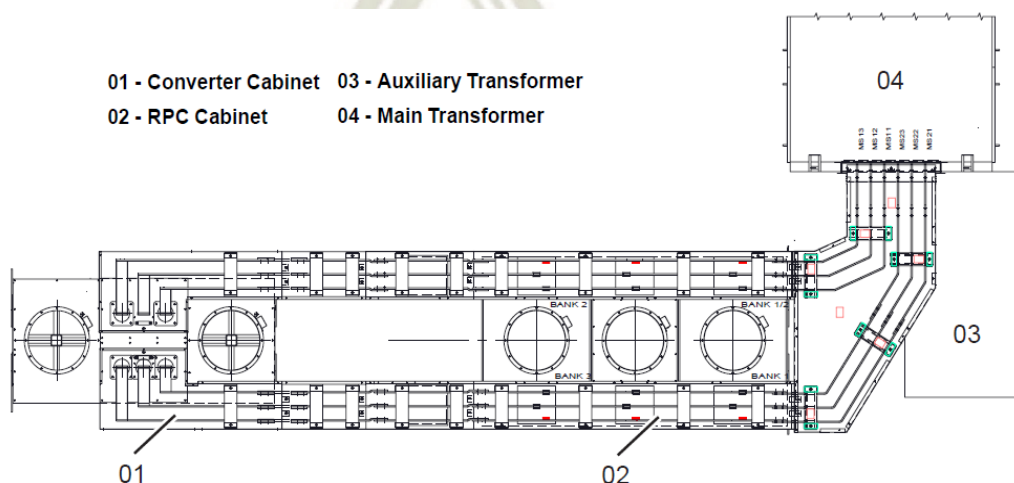 01 - Converter Cabinet 03 - Auxiliary Transformer
02 - RPC Cabinet 04 - Main Transformer
04
MS13
MS12
MS11
MS23
MS22
MS21
BANK 2
BANK 1/2
03
BANK 3
BANK 1
01
02